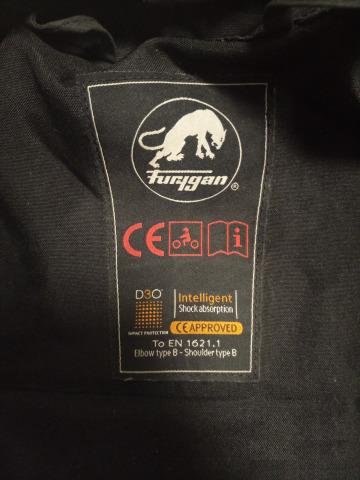 Furygan®
CE
i
D3O®
IMPACT PROTECTION
Intelligent
Shock absorption
CE APPROVED
To EN 1621.1
Elbow type B - Shoulder type B